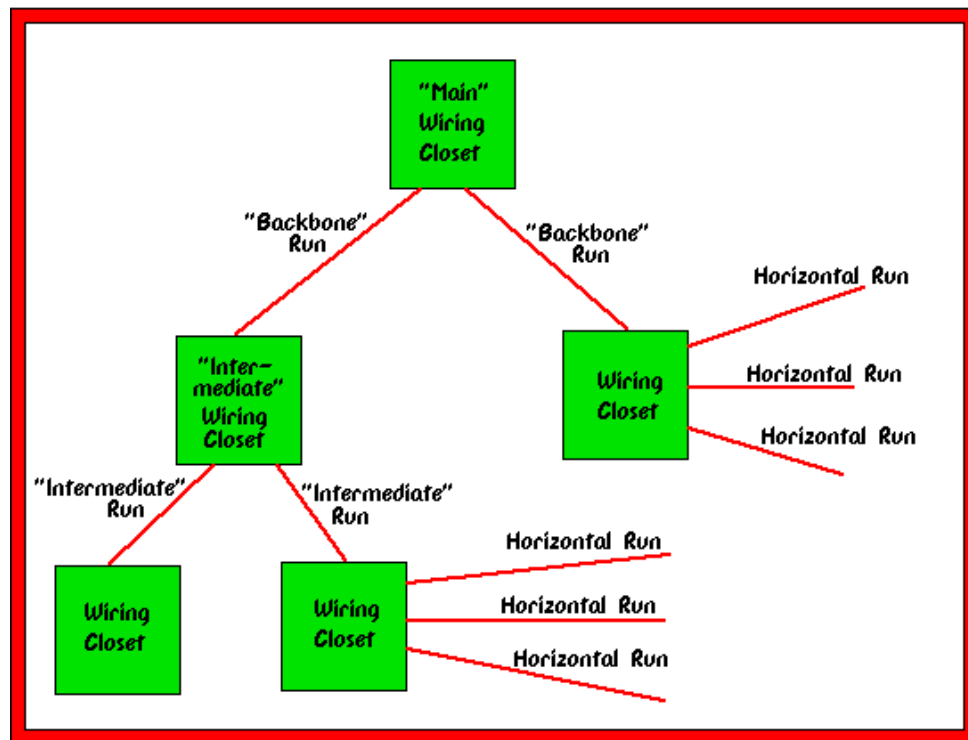 "Main"
Wiring
Closet
"Backbone"
Run
"Backbone"
Run
Horizontal Run
"Inter-
mediate"
Wiring
Closet
Wiring
Closet
Horizontal Run
Horizontal Run
"Intermediate"
Run
"Intermediate"
Run
Horizontal Run
Wiring
Closet
Wiring
Closet
Horizontal Run
Horizontal Run